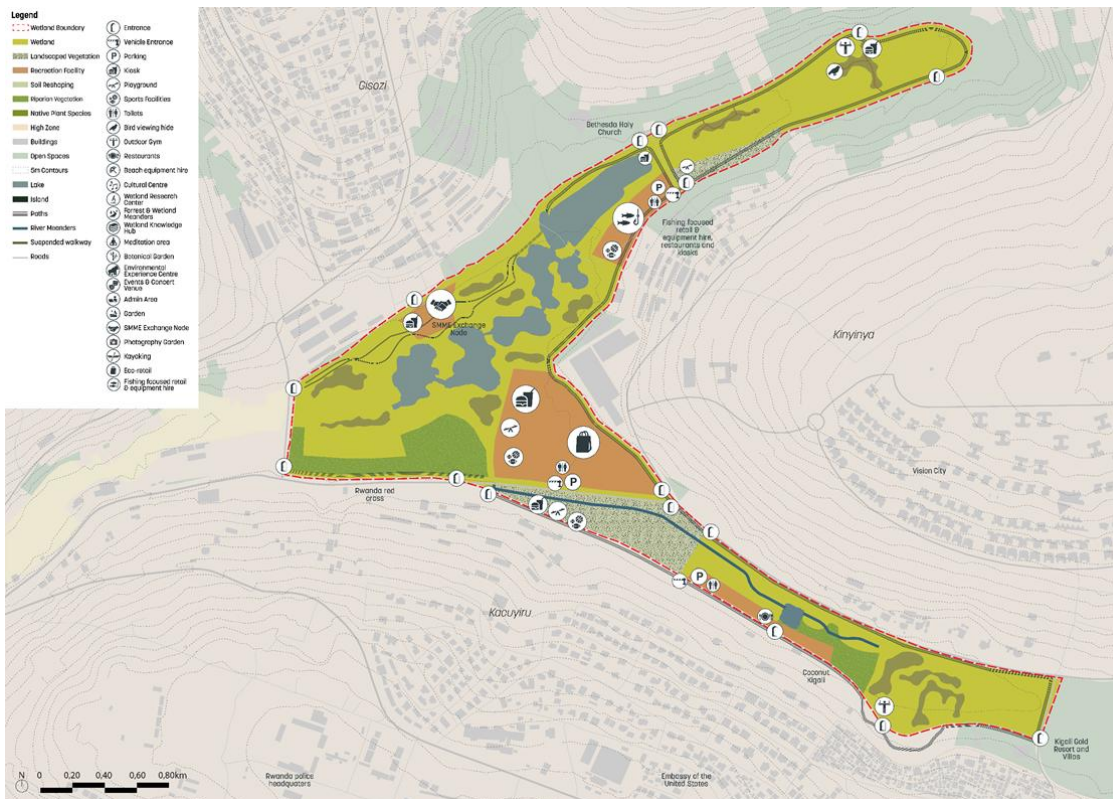 Legend
Wetland Boundary
Wetland
Landscaped Vegetation
Recreation Facility
Soil Reshaping
Riparian Vegetation
Native Plant Species
High Zone
Buildings
Open Spaces
5m Contours
Lake
Island
Paths
River Meanders
Suspended walkway
Roads
Entrance
Vehicle Entrance
P
Parking
Kiosk
Playground
Sports Facilities
Toilets
Bird viewing hide
Outdoor Gym
Restaurants
Beach equipment hire
Cultural Centre
Wetland Research
Center
Forrest & Wetland
Meanders
Wetland Knowledge
Hub
Meditation area
Botanical Garden
Environmental
Experience Centre
Events & Concert
Venue
Admin Area
Garden
SMME Exchange Node
Photography Garden
Kayaking
Eco-retail
Fishing focused retail
& equipment hire
Gisozi
Bethesda Holy
Church
P
Fishing focused
retail &
equipment hire,
restaurants and
kiosks
SMME Exchange
Node
Kinyinya
Vision City
P
Rwanda red
cross
P
Kacuyiru
Coconut
Kigali
Kigali Gold
Resort and
Villas
Rwanda police
headquaters
Embassy of the
United States
N
0 0,20 0,40 0,60 0,80km